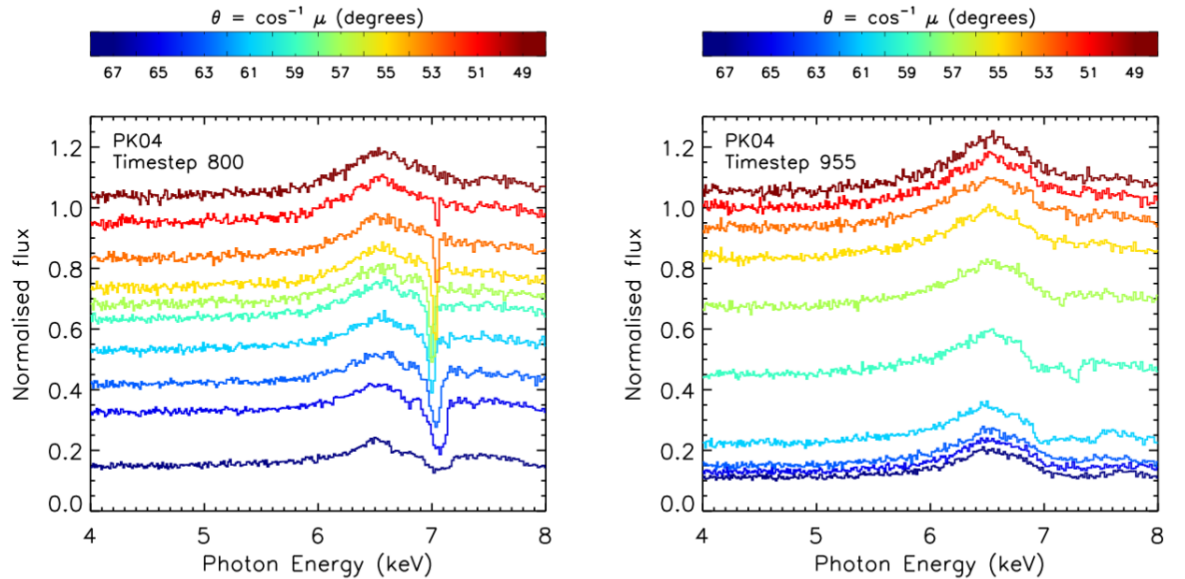 θ = cos⁻¹ μ (degrees)
67 65 63 61 59 57 55 53 51 49
PK04
Timestep 800
Normalised flux
1.2
1.0
0.8
0.6
0.4
0.2
0.0
4 5 6 7 8
Photon Energy (keV)
θ = cos⁻¹ μ (degrees)
67 65 63 61 59 57 55 53 51 49
PK04
Timestep 955
Normalised flux
1.2
1.0
0.8
0.6
0.4
0.2
0.0
4 5 6 7 8
Photon Energy (keV)